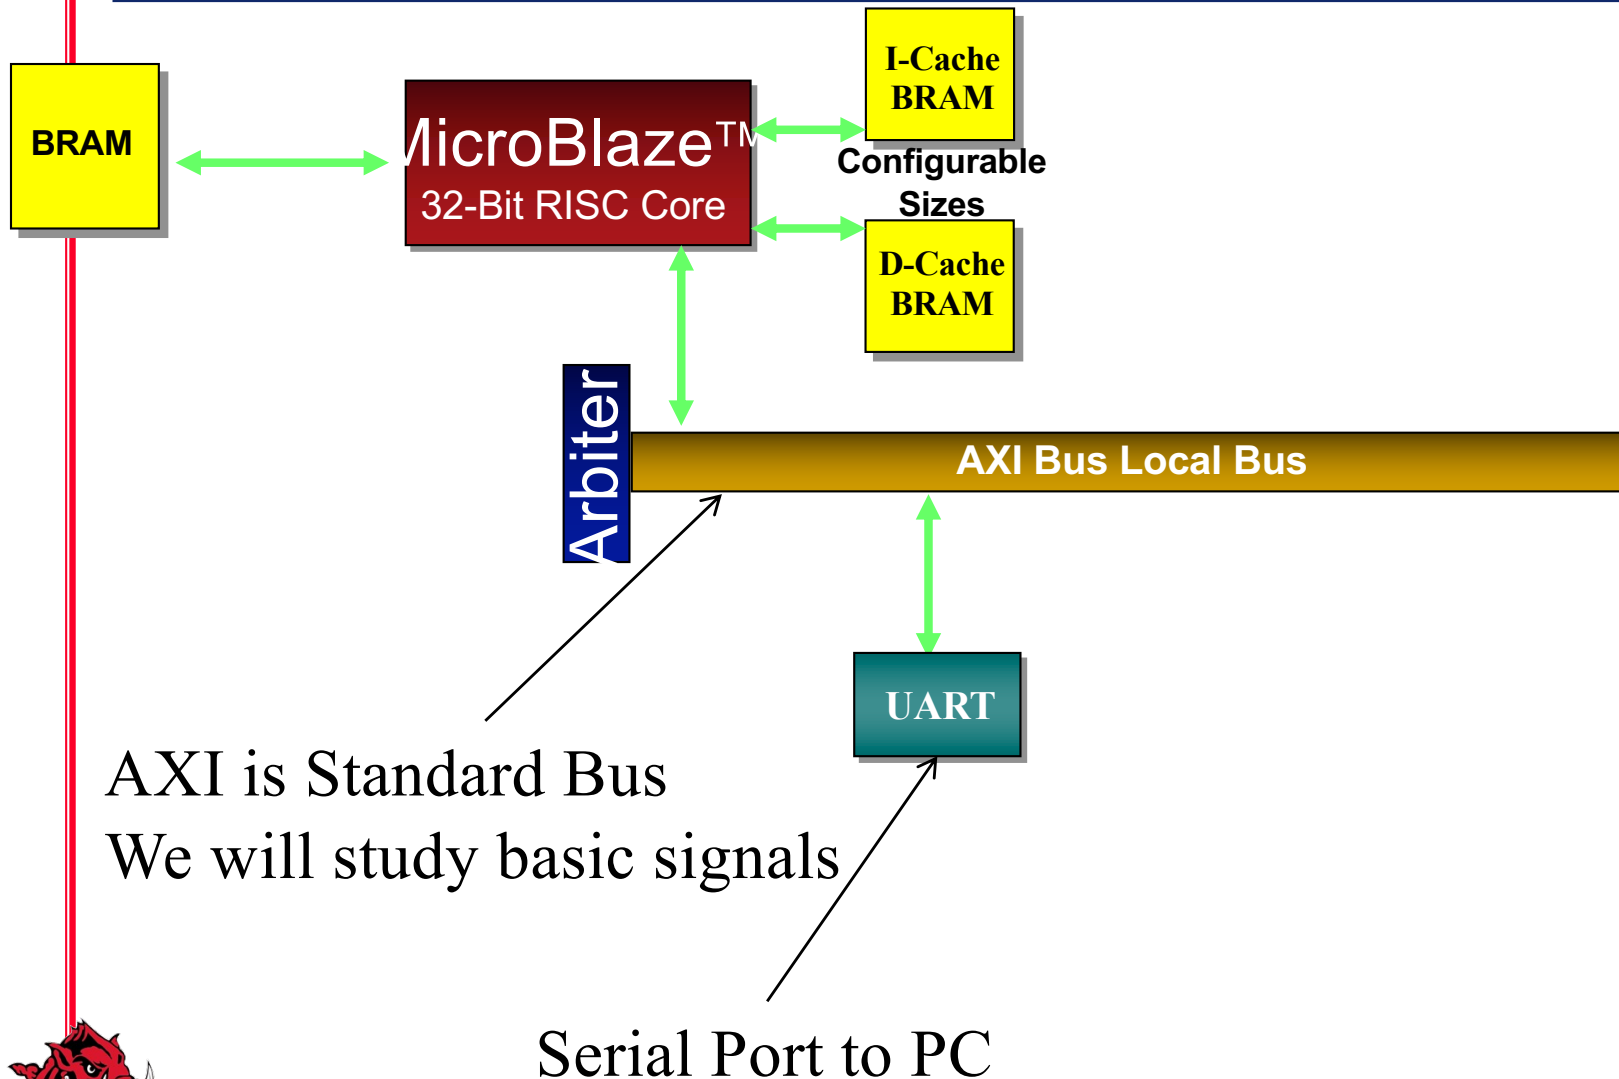 I-Cache
BRAM
BRAM
MicroBlaze™
32-Bit RISC Core
Configurable
Sizes
D-Cache
BRAM
Arbiter
AXI Bus Local Bus
UART
AXI is Standard Bus
We will study basic signals
Serial Port to PC